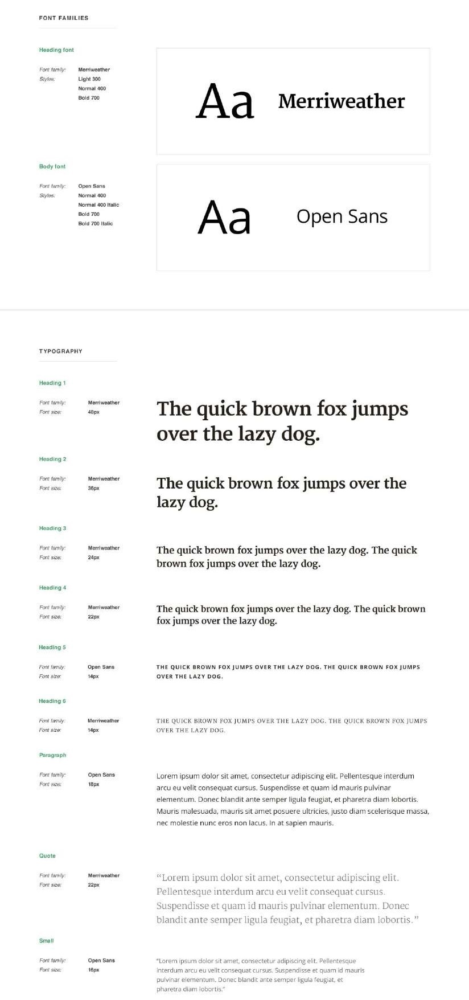 FONT FAMILIES
Heading font
Font family: Merriweather
Styles: Light 300
Normal 400
Bold 700
Aa Merriweather
Body font
Font family: Open Sans
Styles: Normal 400
Normal 400 Italic
Bold 700
Bold 700 Italic
Aa Open Sans
TYPOGRAPHY
Heading 1
Font family: Merriweather
Font size: 48px
The quick brown fox jumps
over the lazy dog.
Heading 2
Font family: Merriweather
Font size: 36px
The quick brown fox jumps over the
lazy dog.
Heading 3
Font family: Merriweather
Font size: 24px
The quick brown fox jumps over the lazy dog. The quick
brown fox jumps over the lazy dog.
Heading 4
Font family: Merriweather
Font size: 22px
The quick brown fox jumps over the lazy dog. The quick brown
fox jumps over the lazy dog.
Heading 5
Font family: Open Sans
Font size: 14px
THE QUICK BROWN FOX JUMPS OVER THE LAZY DOG. THE QUICK BROWN FOX JUMPS
OVER THE LAZY DOG.
Heading 6
Font family: Merriweather
Font size: 14px
THE QUICK BROWN FOX JUMPS OVER THE LAZY DOG. THE QUICK BROWN FOX JUMPS
OVER THE LAZY DOG.
Paragraph
Font family: Open Sans
Font size: 18px
Lorem ipsum dolor sit amet, consectetur adipiscing elit. Pellentesque interdum
arcu eu velit consequat cursus. Suspendisse et quam id mauris pulvinar
elementum. Donec blandit ante semper ligula feugiat, et pharetra diam lobortis.
Mauris malesuada, mauris sit amet posuere ultricies, justo diam scelerisque massa,
nec molestie nunc eros non lacus. In at sapien mauris.
Quote
Font family: Merriweather
Font size: 22px
“Lorem ipsum dolor sit amet, consectetur adipiscing elit.
Pellentesque interdum arcu eu velit consequat cursus.
Suspendisse et quam id mauris pulvinar elementum. Donec
blandit ante semper ligula feugiat, et pharetra diam lobortis.”
Small
Font family: Open Sans
Font size: 16px
“Lorem ipsum dolor sit amet, consectetur adipiscing elit. Pellentesque
interdum arcu eu velit consequat cursus. Suspendisse et quam id mauris
pulvinar elementum. Donec blandit ante semper ligula feugiat, et
pharetra diam lobortis.”